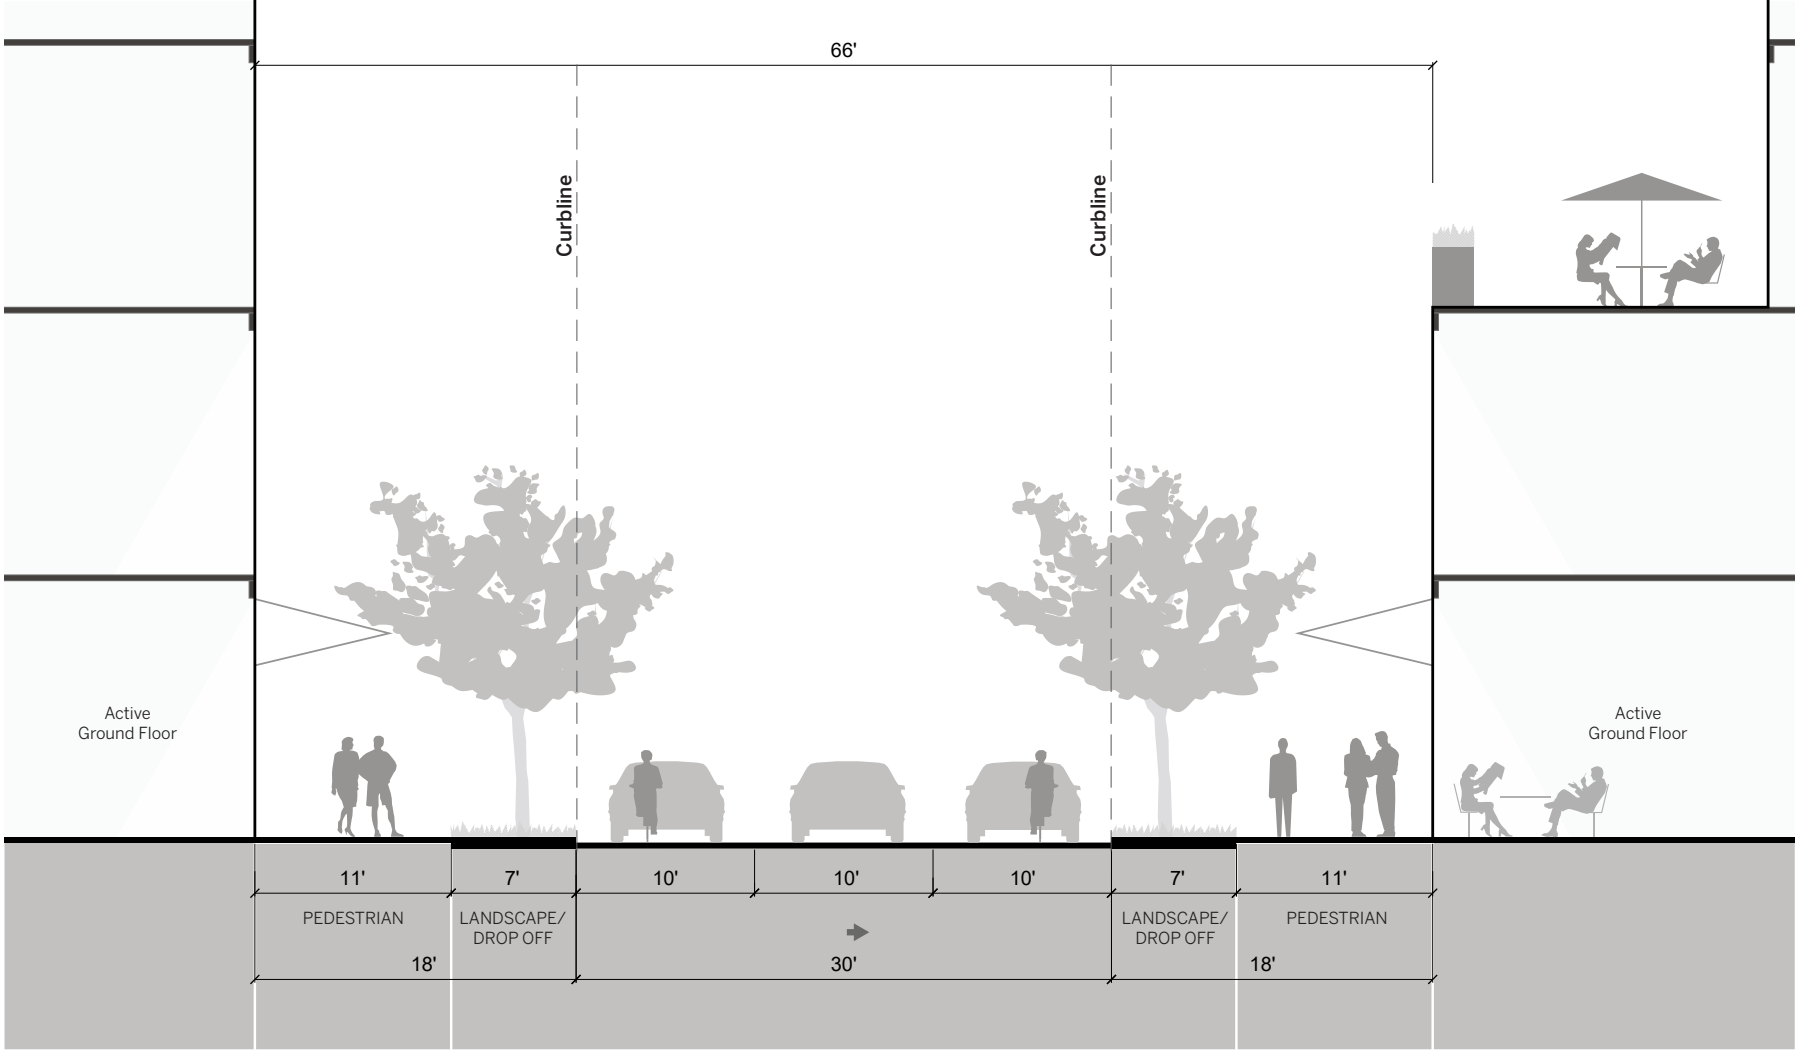 66'
Curbline
Curbline
Active
Ground Floor
Active
Ground Floor
11'
7'
10'
10'
10'
7'
11'
PEDESTRIAN
LANDSCAPE/
DROP OFF
LANDSCAPE/
DROP OFF
PEDESTRIAN
18'
30'
18'